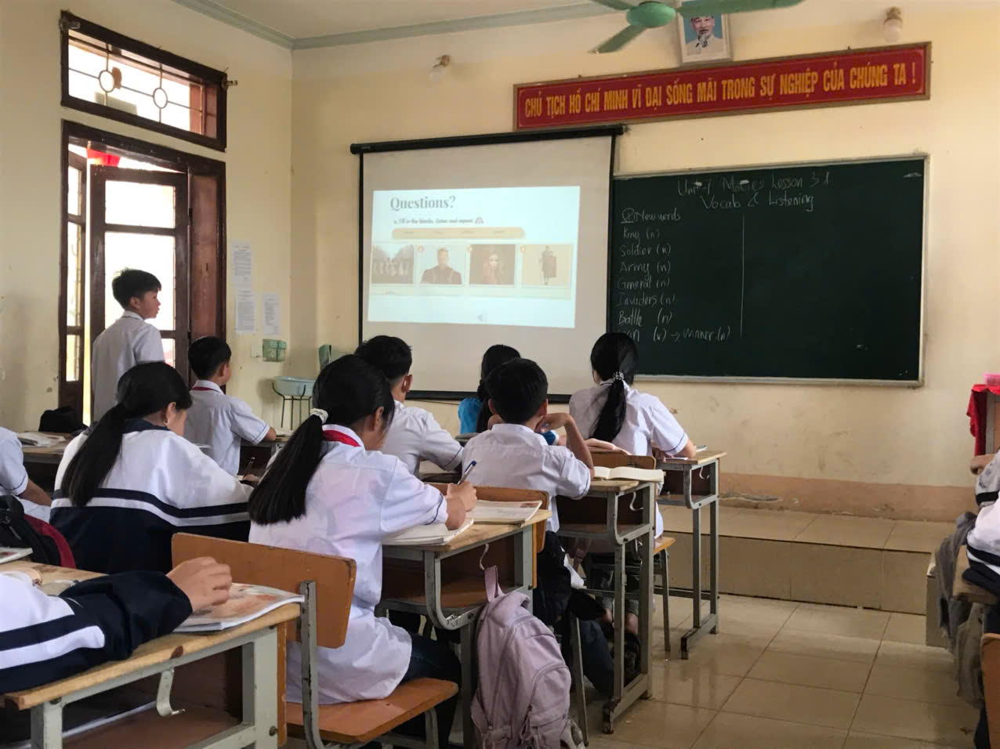 CHỦ TỊCH HỒ CHÍ MINH VĨ ĐẠI SỐNG MÃI TRONG SỰ NGHIỆP CỦA CHÚNG TA !
Questions?
a. Fill in the blanks. Listen and repeat.
Unit 7 Movies Lesson 3.1
Vocab & Listening
New words
King (n)
Soldier (n)
Army (n)
General (n)
Invaders (n)
Battle (n)
(v) → Winner (n)